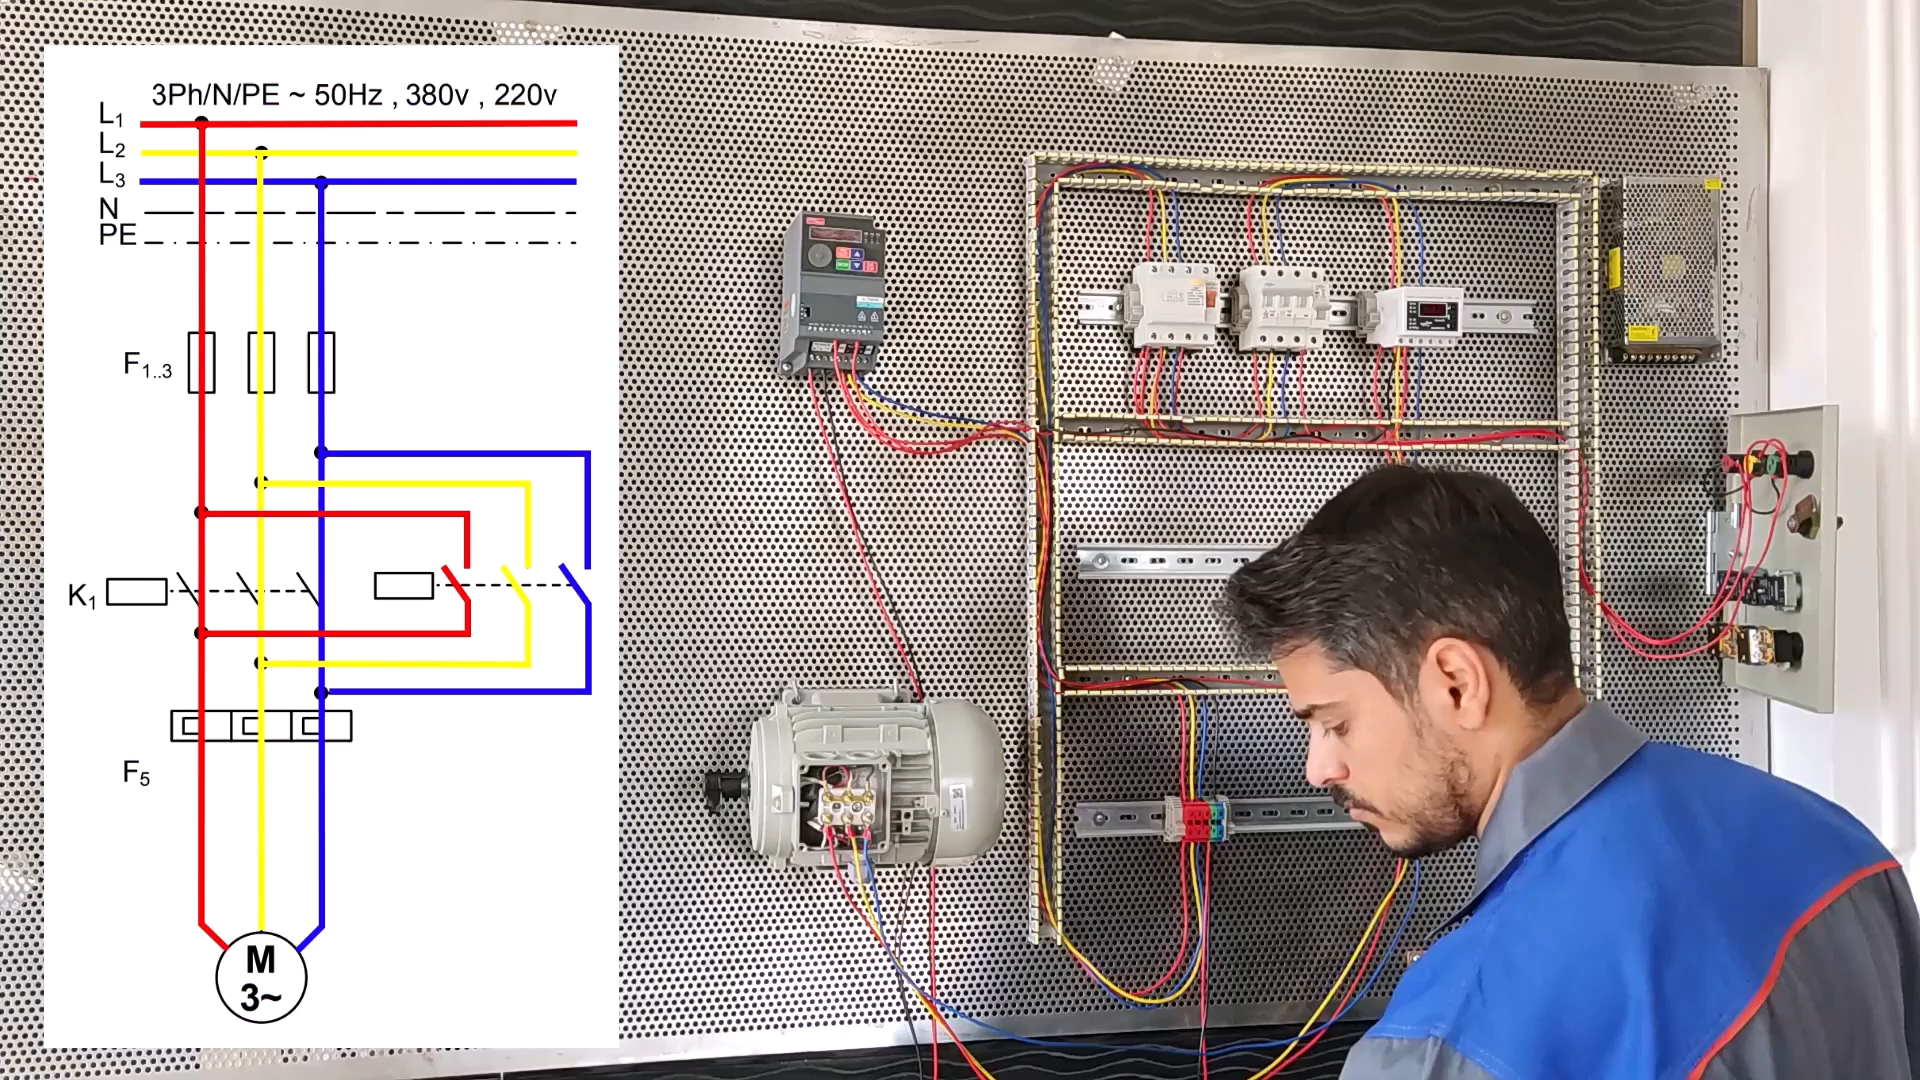 3Ph/N/PE ~ 50Hz , 380v , 220v
L1
L2
L3
N
PE
F1..3
K1
F5
M
3~